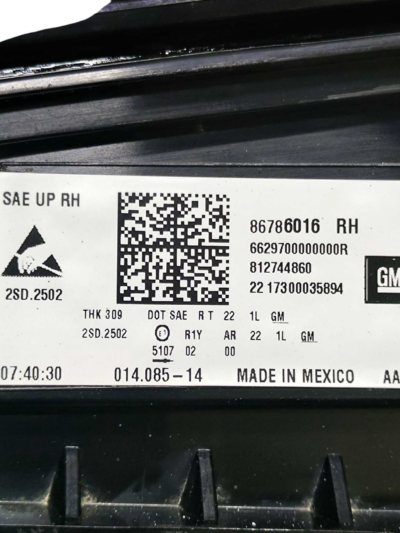 SAE UP RH
86786016 RH
6629700000000R
812744860
22 17300035894
GM
2SD.2502
THK 309 DOT SAE R T 22 1L GM
2SD.2502 E1 R1Y AR 22 1L GM
5107 02 00
07:40:30 014.085-14 MADE IN MEXICO AA